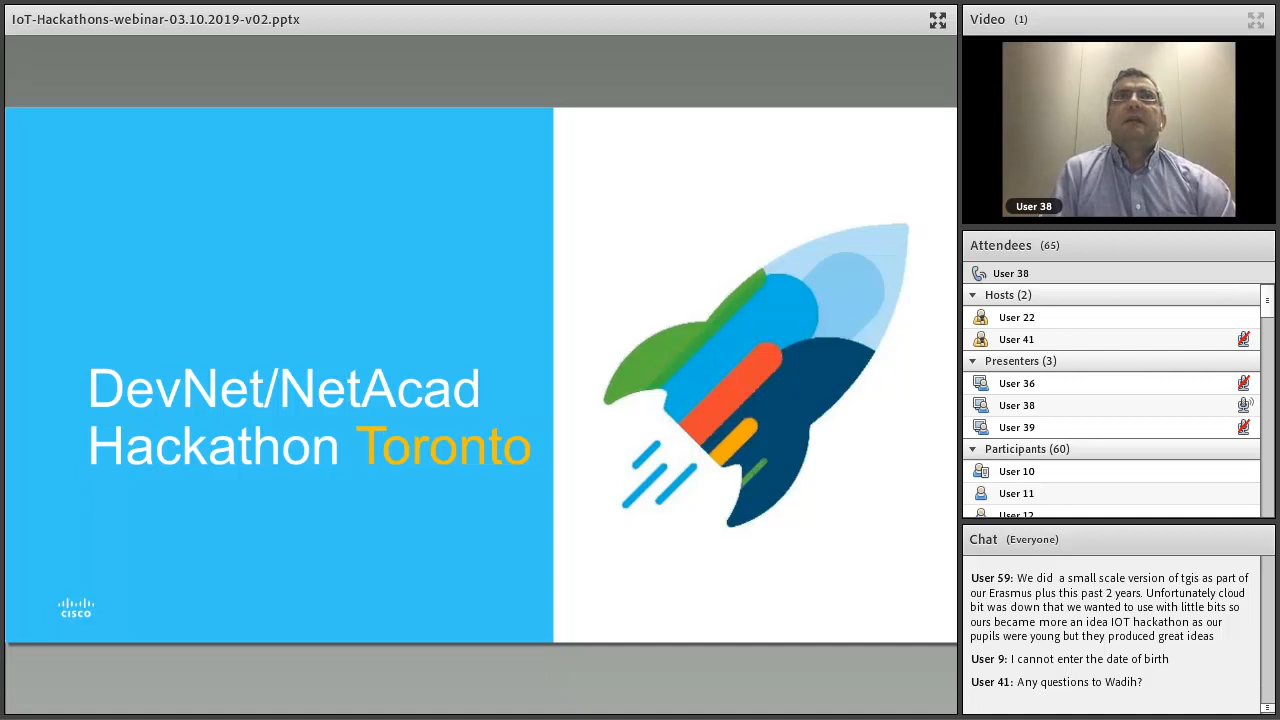 IoT-Hackathons-webinar-03.10.2019-v02.pptx
DevNet/NetAcad
Hackathon Toronto
CISCO
Video (1)
User 38
Attendees (65)
User 38
Hosts (2)
User 22
User 41
Presenters (3)
User 36
User 38
User 39
Participants (60)
User 10
User 11
User 12
Chat (Everyone)
User 59: We did a small scale version of tgis as part of
our Erasmus plus this past 2 years. Unfortunately cloud
bit was down that we wanted to use with little bits so
ours became more an idea IOT hackathon as our
pupils were young but they produced great ideas
User 9: I cannot enter the date of birth
User 41: Any questions to Wadih?